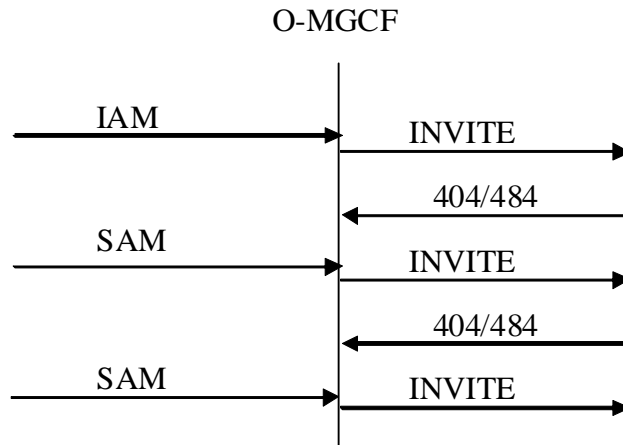 O-MGCF
IAM
INVITE
404/484
SAM
INVITE
404/484
SAM
INVITE